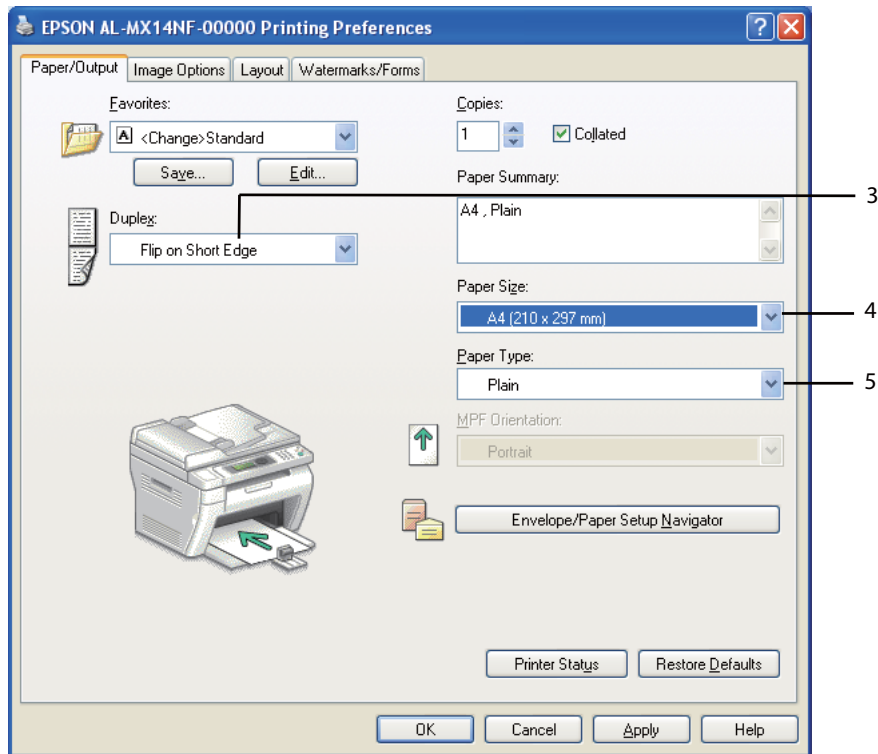 EPSON AL-MX14NF-00000 Printing Preferences
Paper/Output
Image Options
Layout
Watermarks/Forms
Favorites:
A <Change>Standard
Save...
Edit...
Duplex:
Flip on Short Edge
Copies:
1
Collated
Paper Summary:
A4 , Plain
3
Paper Size:
A4 (210 x 297 mm)
4
Paper Type:
Plain
5
MPF Orientation:
Portrait
Envelope/Paper Setup Navigator
Printer Status
Restore Defaults
OK
Cancel
Apply
Help